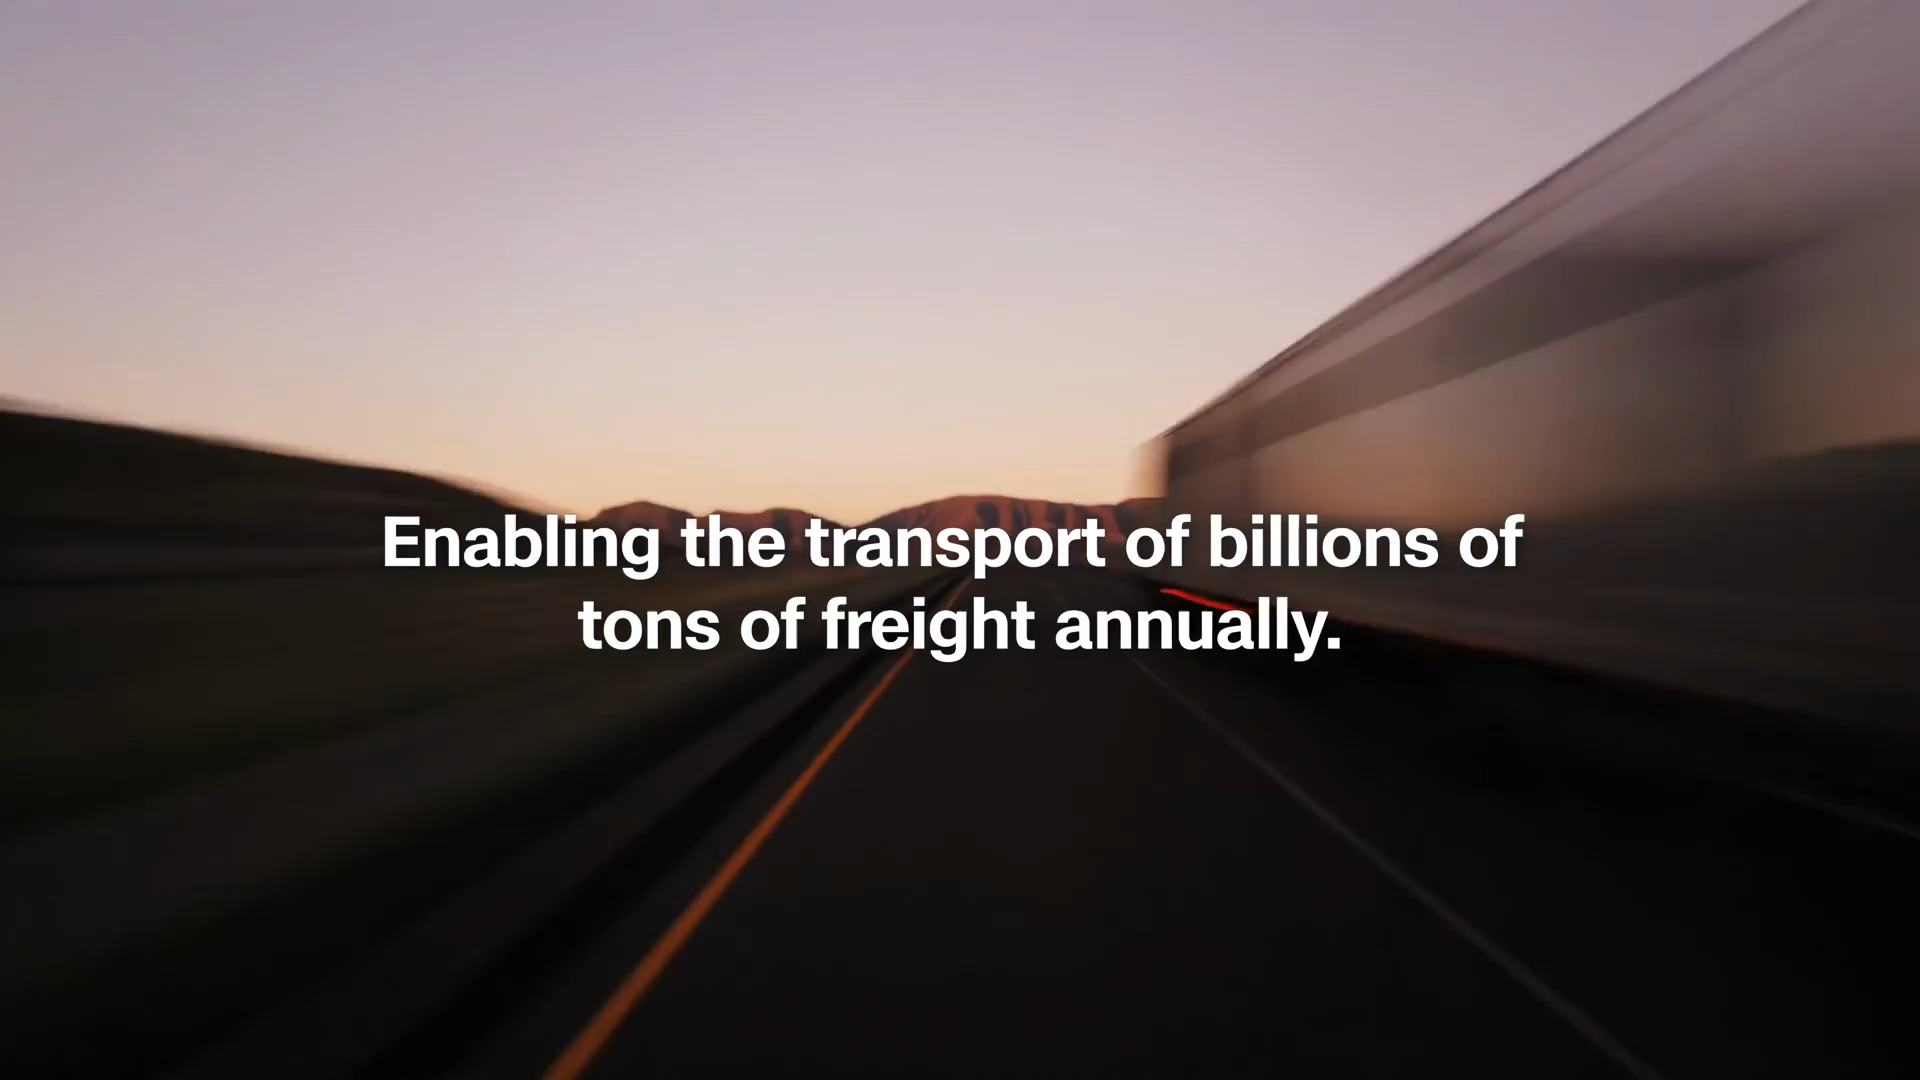 Enabling the transport of billions of
tons of freight annually.